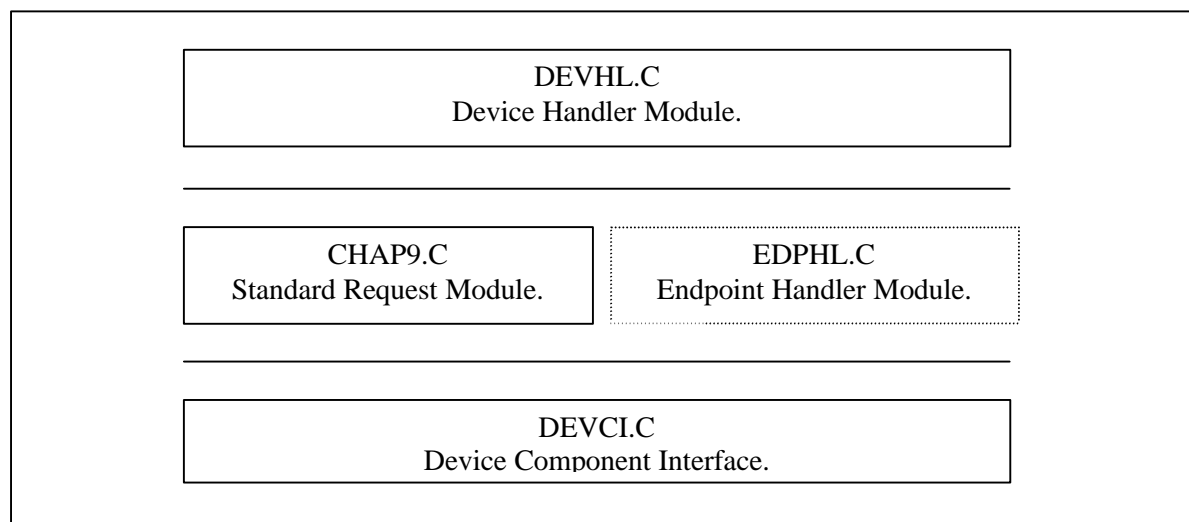 DEVHL.C
Device Handler Module.
CHAP9.C
Standard Request Module.
EDPHL.C
Endpoint Handler Module.
DEVCI.C
Device Component Interface.